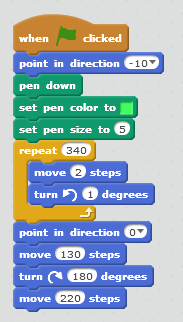 when clicked
point in direction -10
pen down
set pen color to
set pen size to 5
repeat 340
move 2 steps
turn 1 degrees
point in direction 0
move 130 steps
turn 180 degrees
move 220 steps